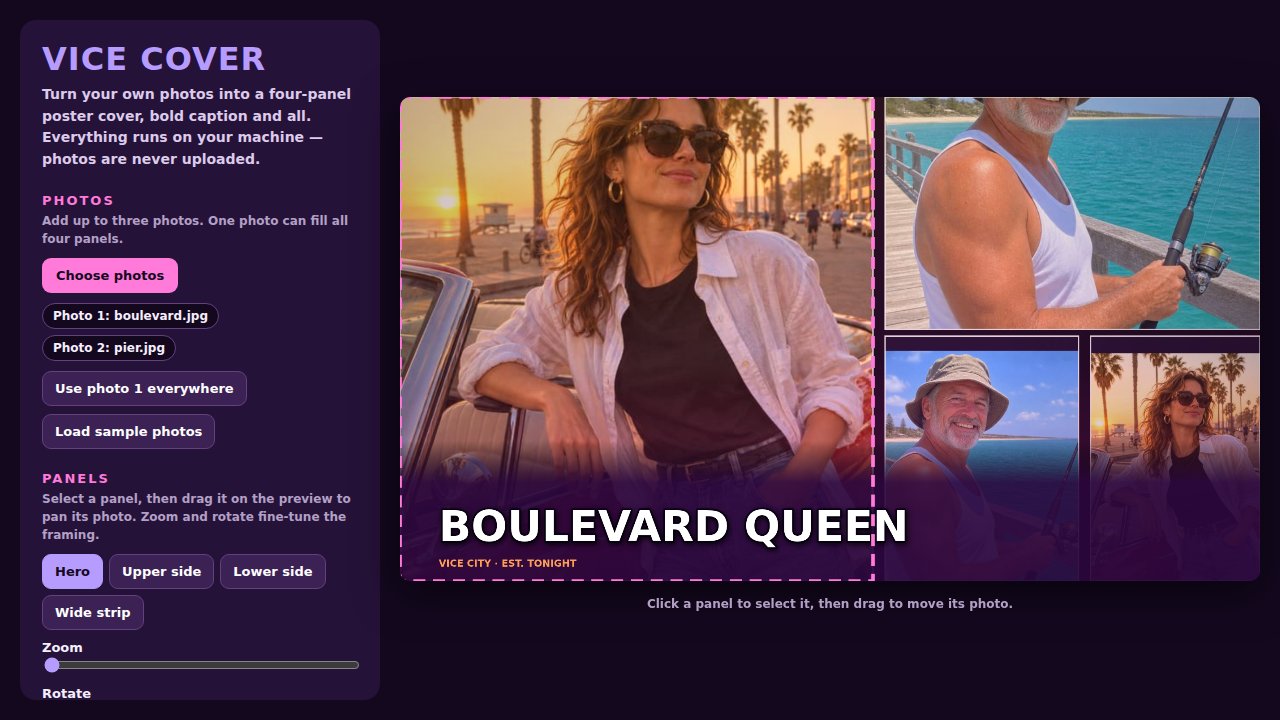 VICE COVER
Turn your own photos into a four-panel
poster cover, bold caption and all.
Everything runs on your machine —
photos are never uploaded.
PHOTOS
Add up to three photos. One photo can fill all
four panels.
Choose photos
Photo 1: boulevard.jpg
Photo 2: pier.jpg
Use photo 1 everywhere
Load sample photos
PANELS
Select a panel, then drag it on the preview to
pan its photo. Zoom and rotate fine-tune the
framing.
Hero
Upper side
Lower side
Wide strip
Zoom
Rotate
BOULEVARD QUEEN
VICE CITY · EST. TONIGHT
Click a panel to select it, then drag to move its photo.